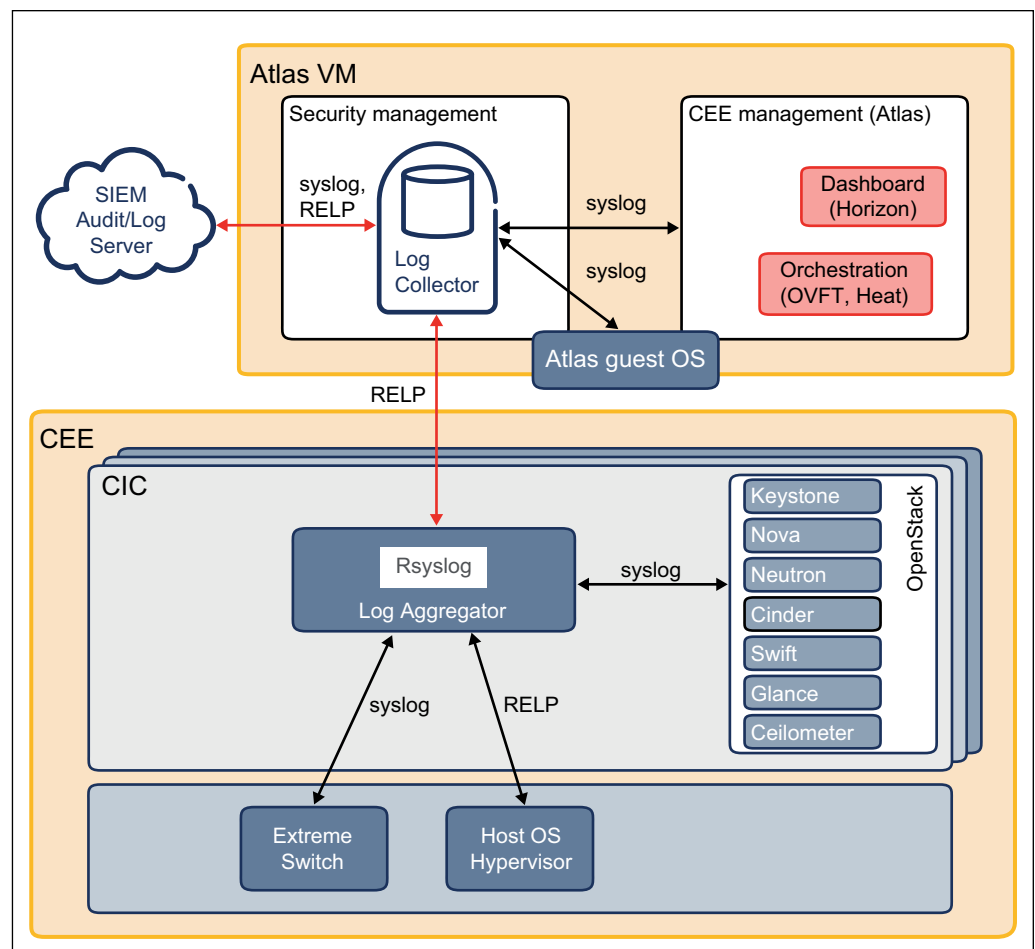 Atlas VM
Security management
CEE management (Atlas)
SIEM
Audit/Log
Server
syslog,
RELP
Log
Collector
syslog
syslog
Dashboard
(Horizon)
Orchestration
(OVFT, Heat)
Atlas guest OS
RELP
CEE
CIC
Rsyslog
Log Aggregator
syslog
OpenStack
Keystone
Nova
Neutron
Cinder
Swift
Glance
Ceilometer
syslog
RELP
Extreme
Switch
Host OS
Hypervisor